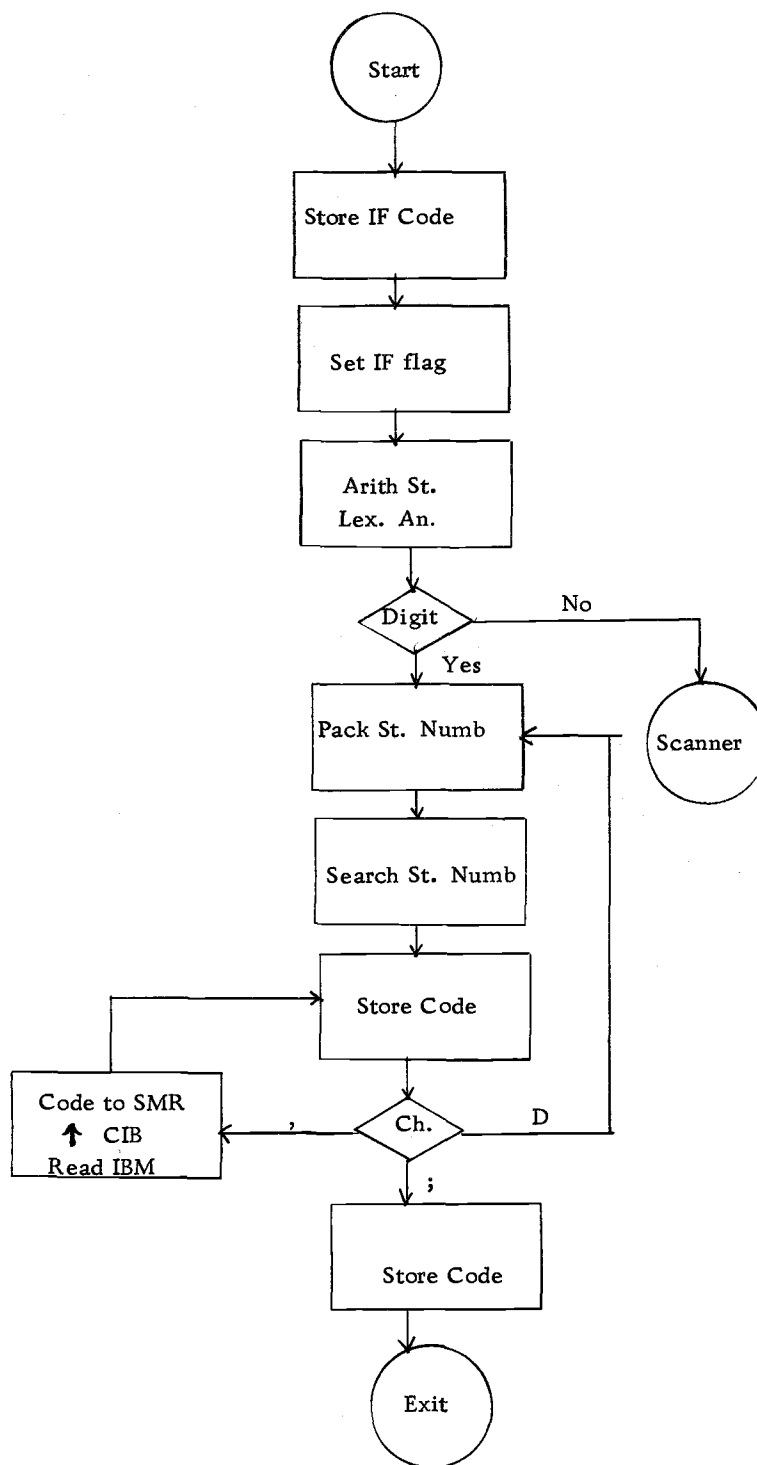 Start
Store IF Code
Set IF flag
Arith St.
Lex. An.
Digit
No
Yes
Pack St. Numb
Scanner
Search St. Numb
Store Code
Code to SMR
↑ CIB
Read IBM
,
Ch.
D
;
Store Code
Exit